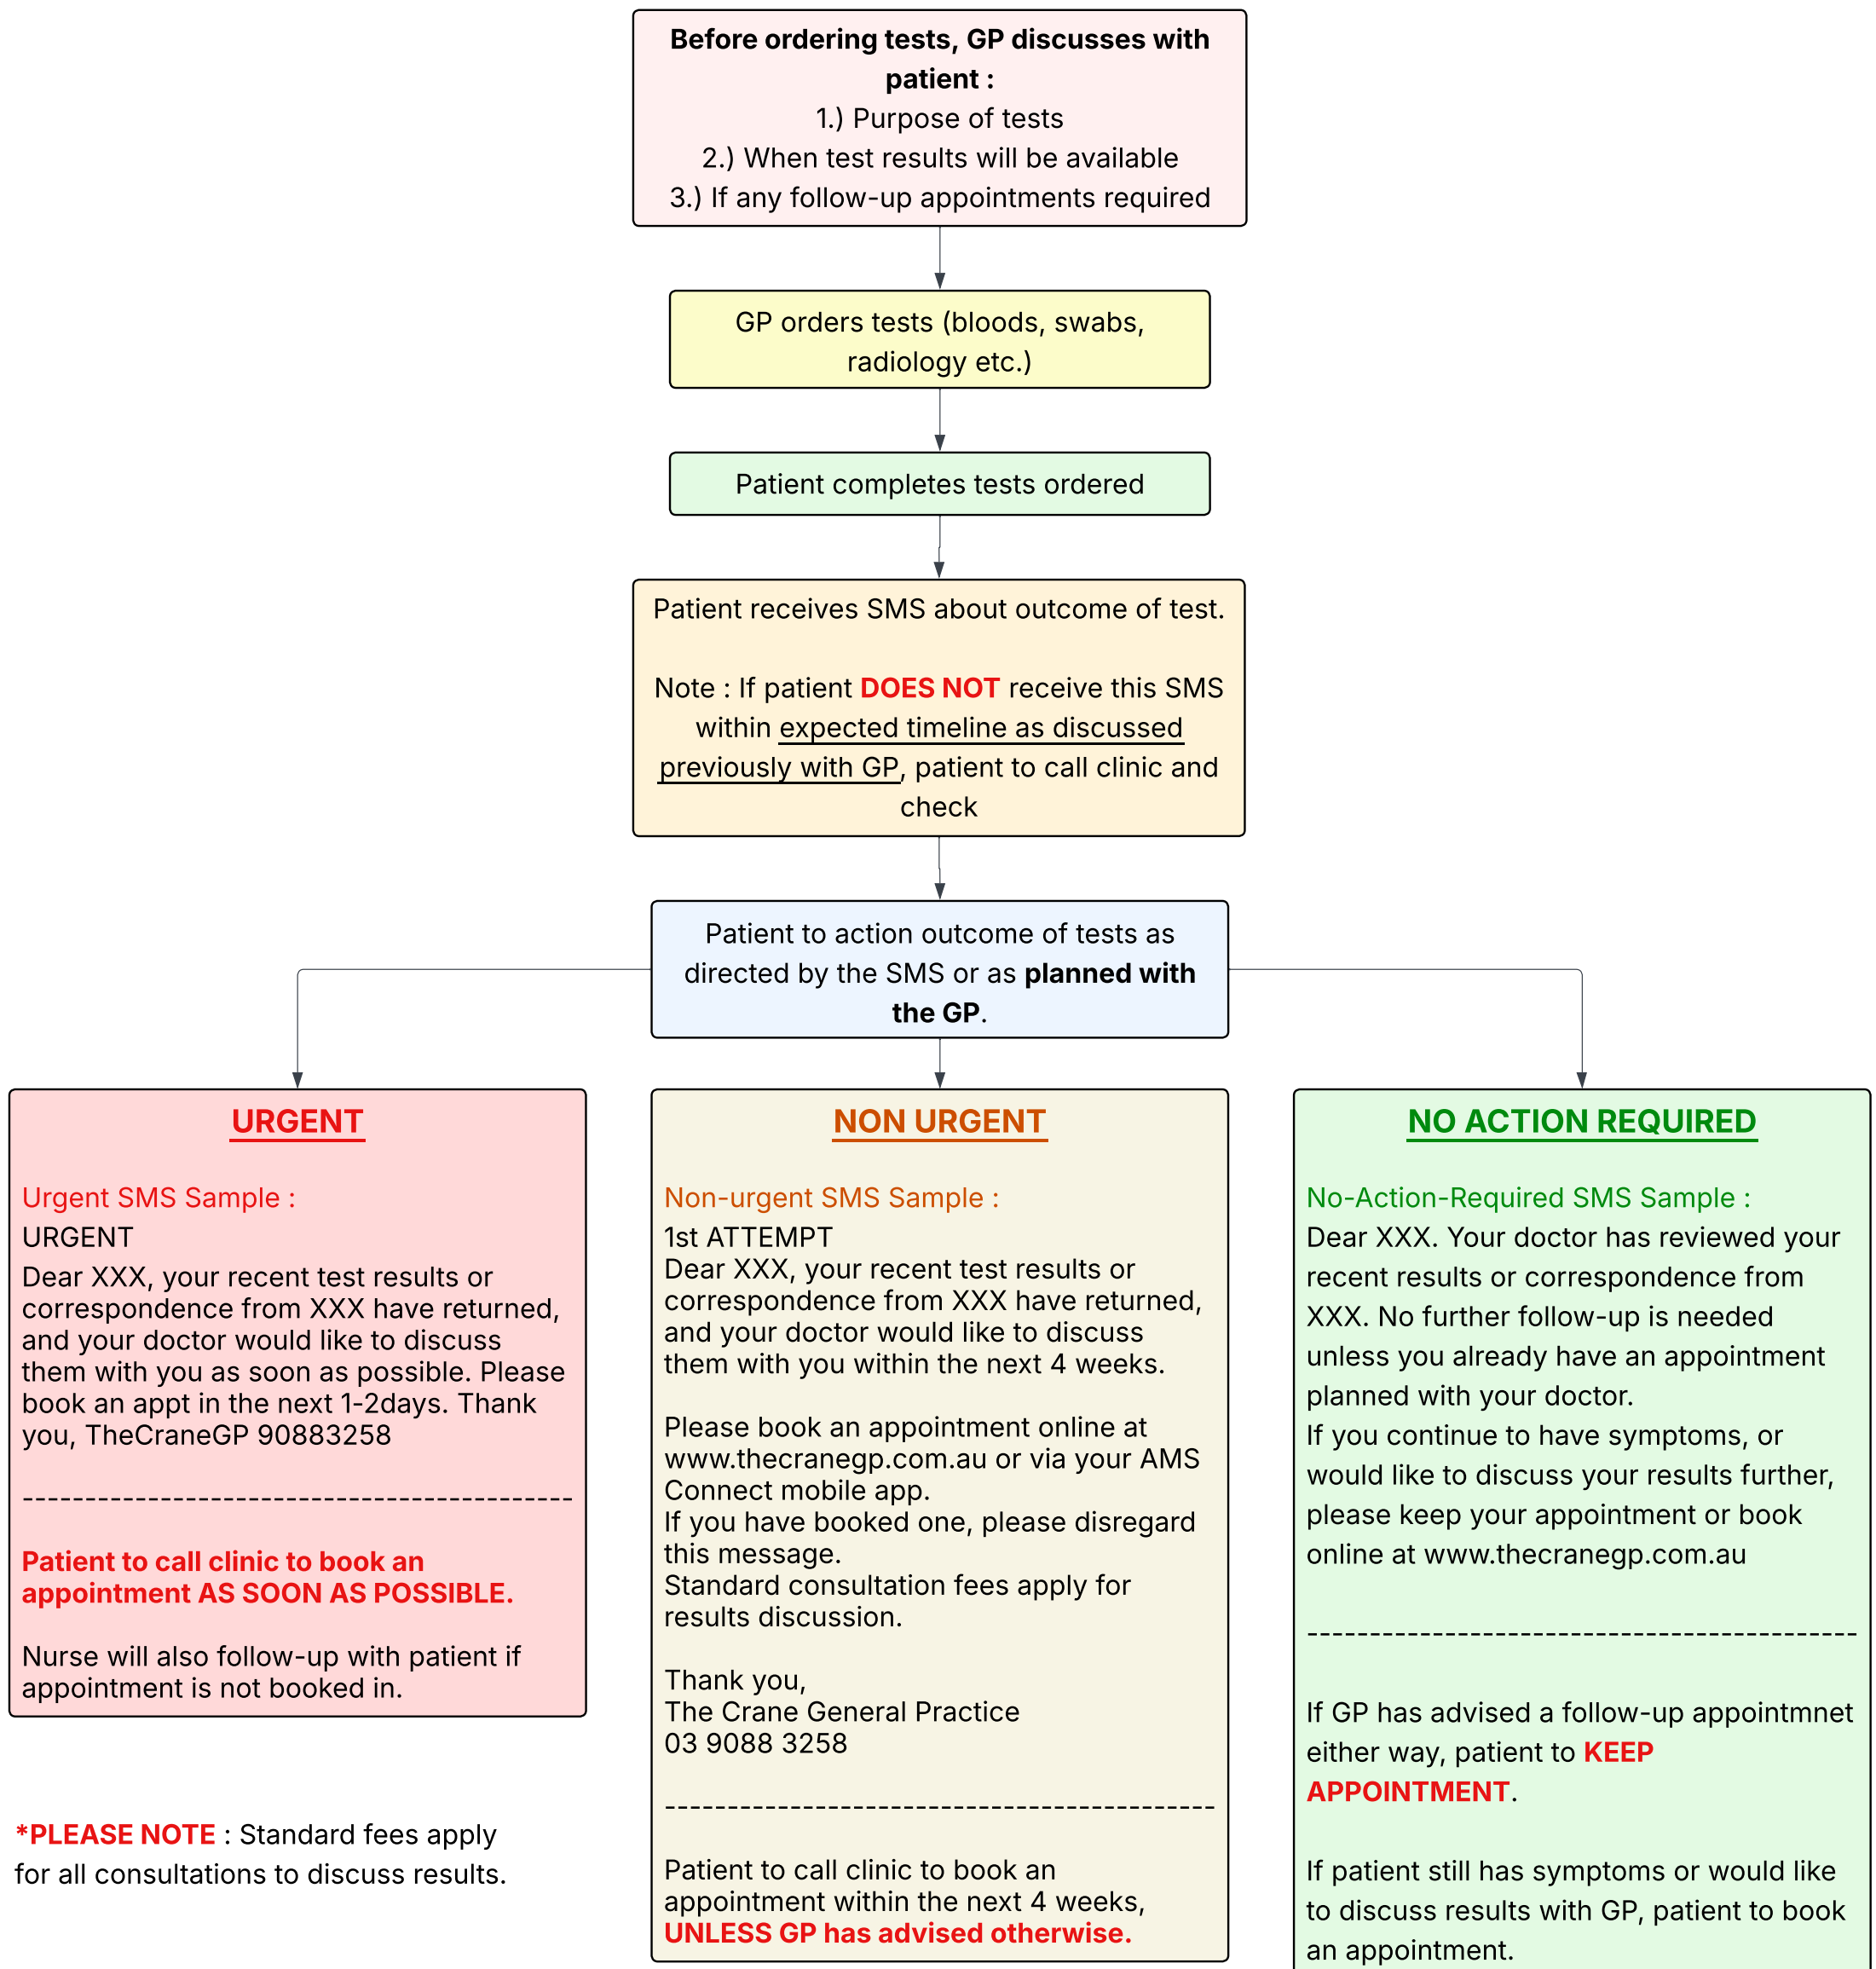 Before ordering tests, GP discusses with
patient :
1.) Purpose of tests
2.) When test results will be available
3.) If any follow-up appointments required
GP orders tests (bloods, swabs,
radiology etc.)
Patient completes tests ordered
Patient receives SMS about outcome of test.
Note : If patient DOES NOT receive this SMS
within expected timeline as discussed
previously with GP, patient to call clinic and
check
Patient to action outcome of tests as
directed by the SMS or as planned with
the GP.
URGENT
Urgent SMS Sample :
URGENT
Dear XXX, your recent test results or
correspondence from XXX have returned,
and your doctor would like to discuss
them with you as soon as possible. Please
book an appt in the next 1-2days. Thank
you, TheCraneGP 90883258
--------------------------------------------
Patient to call clinic to book an
appointment AS SOON AS POSSIBLE.
Nurse will also follow-up with patient if
appointment is not booked in.
*PLEASE NOTE : Standard fees apply
for all consultations to discuss results.
NON URGENT
Non-urgent SMS Sample :
1st ATTEMPT
Dear XXX, your recent test results or
correspondence from XXX have returned,
and your doctor would like to discuss
them with you within the next 4 weeks.
Please book an appointment online at
www.thecranegp.com.au or via your AMS
Connect mobile app.
If you have booked one, please disregard
this message.
Standard consultation fees apply for
results discussion.
Thank you,
The Crane General Practice
03 9088 3258
--------------------------------------------
Patient to call clinic to book an
appointment within the next 4 weeks,
UNLESS GP has advised otherwise.
NO ACTION REQUIRED
No-Action-Required SMS Sample :
Dear XXX. Your doctor has reviewed your
recent results or correspondence from
XXX. No further follow-up is needed
unless you already have an appointment
planned with your doctor.
If you continue to have symptoms, or
would like to discuss your results further,
please keep your appointment or book
online at www.thecranegp.com.au
--------------------------------------------
If GP has advised a follow-up appointmnet
either way, patient to KEEP
APPOINTMENT.
If patient still has symptoms or would like
to discuss results with GP, patient to book
an appointment.